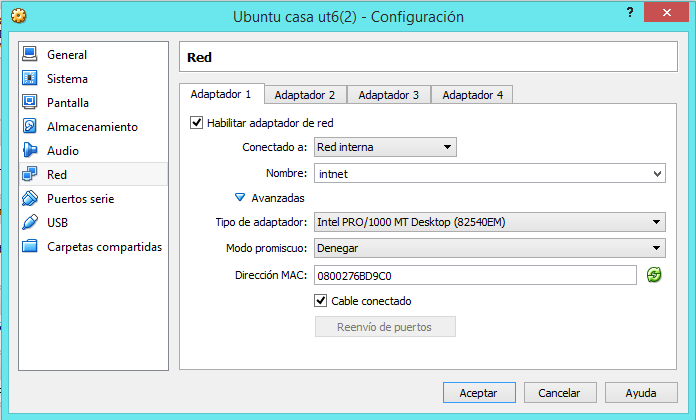 Ubuntu casa ut6(2) - Configuración
?
General
Sistema
Pantalla
Almacenamiento
Audio
Red
Puertos serie
USB
Carpetas compartidas
Red
Adaptador 1
Adaptador 2
Adaptador 3
Adaptador 4
Habilitar adaptador de red
Conectado a: Red interna
Nombre: intnet
Avanzadas
Tipo de adaptador: Intel PRO/1000 MT Desktop (82540EM)
Modo promiscuo: Denegar
Dirección MAC: 0800276BD9C0
Cable conectado
Reenvío de puertos
Aceptar
Cancelar
Ayuda